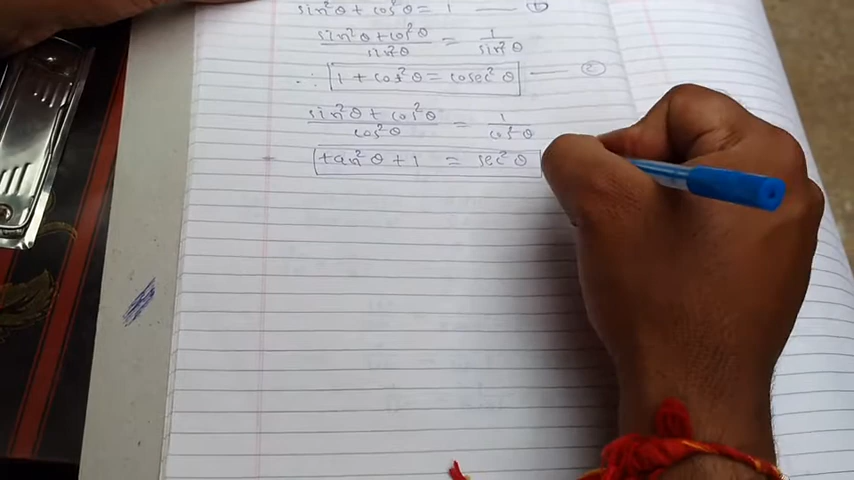 sin²θ + cos²θ = 1 — ①
sin²θ + cos²θ / sin²θ = 1 / sin²θ
∴ 1 + cos²θ = cosec²θ — ②
sin²θ + cos²θ / cos²θ = 1 / cos²θ
tan²θ + 1 = sec²θ